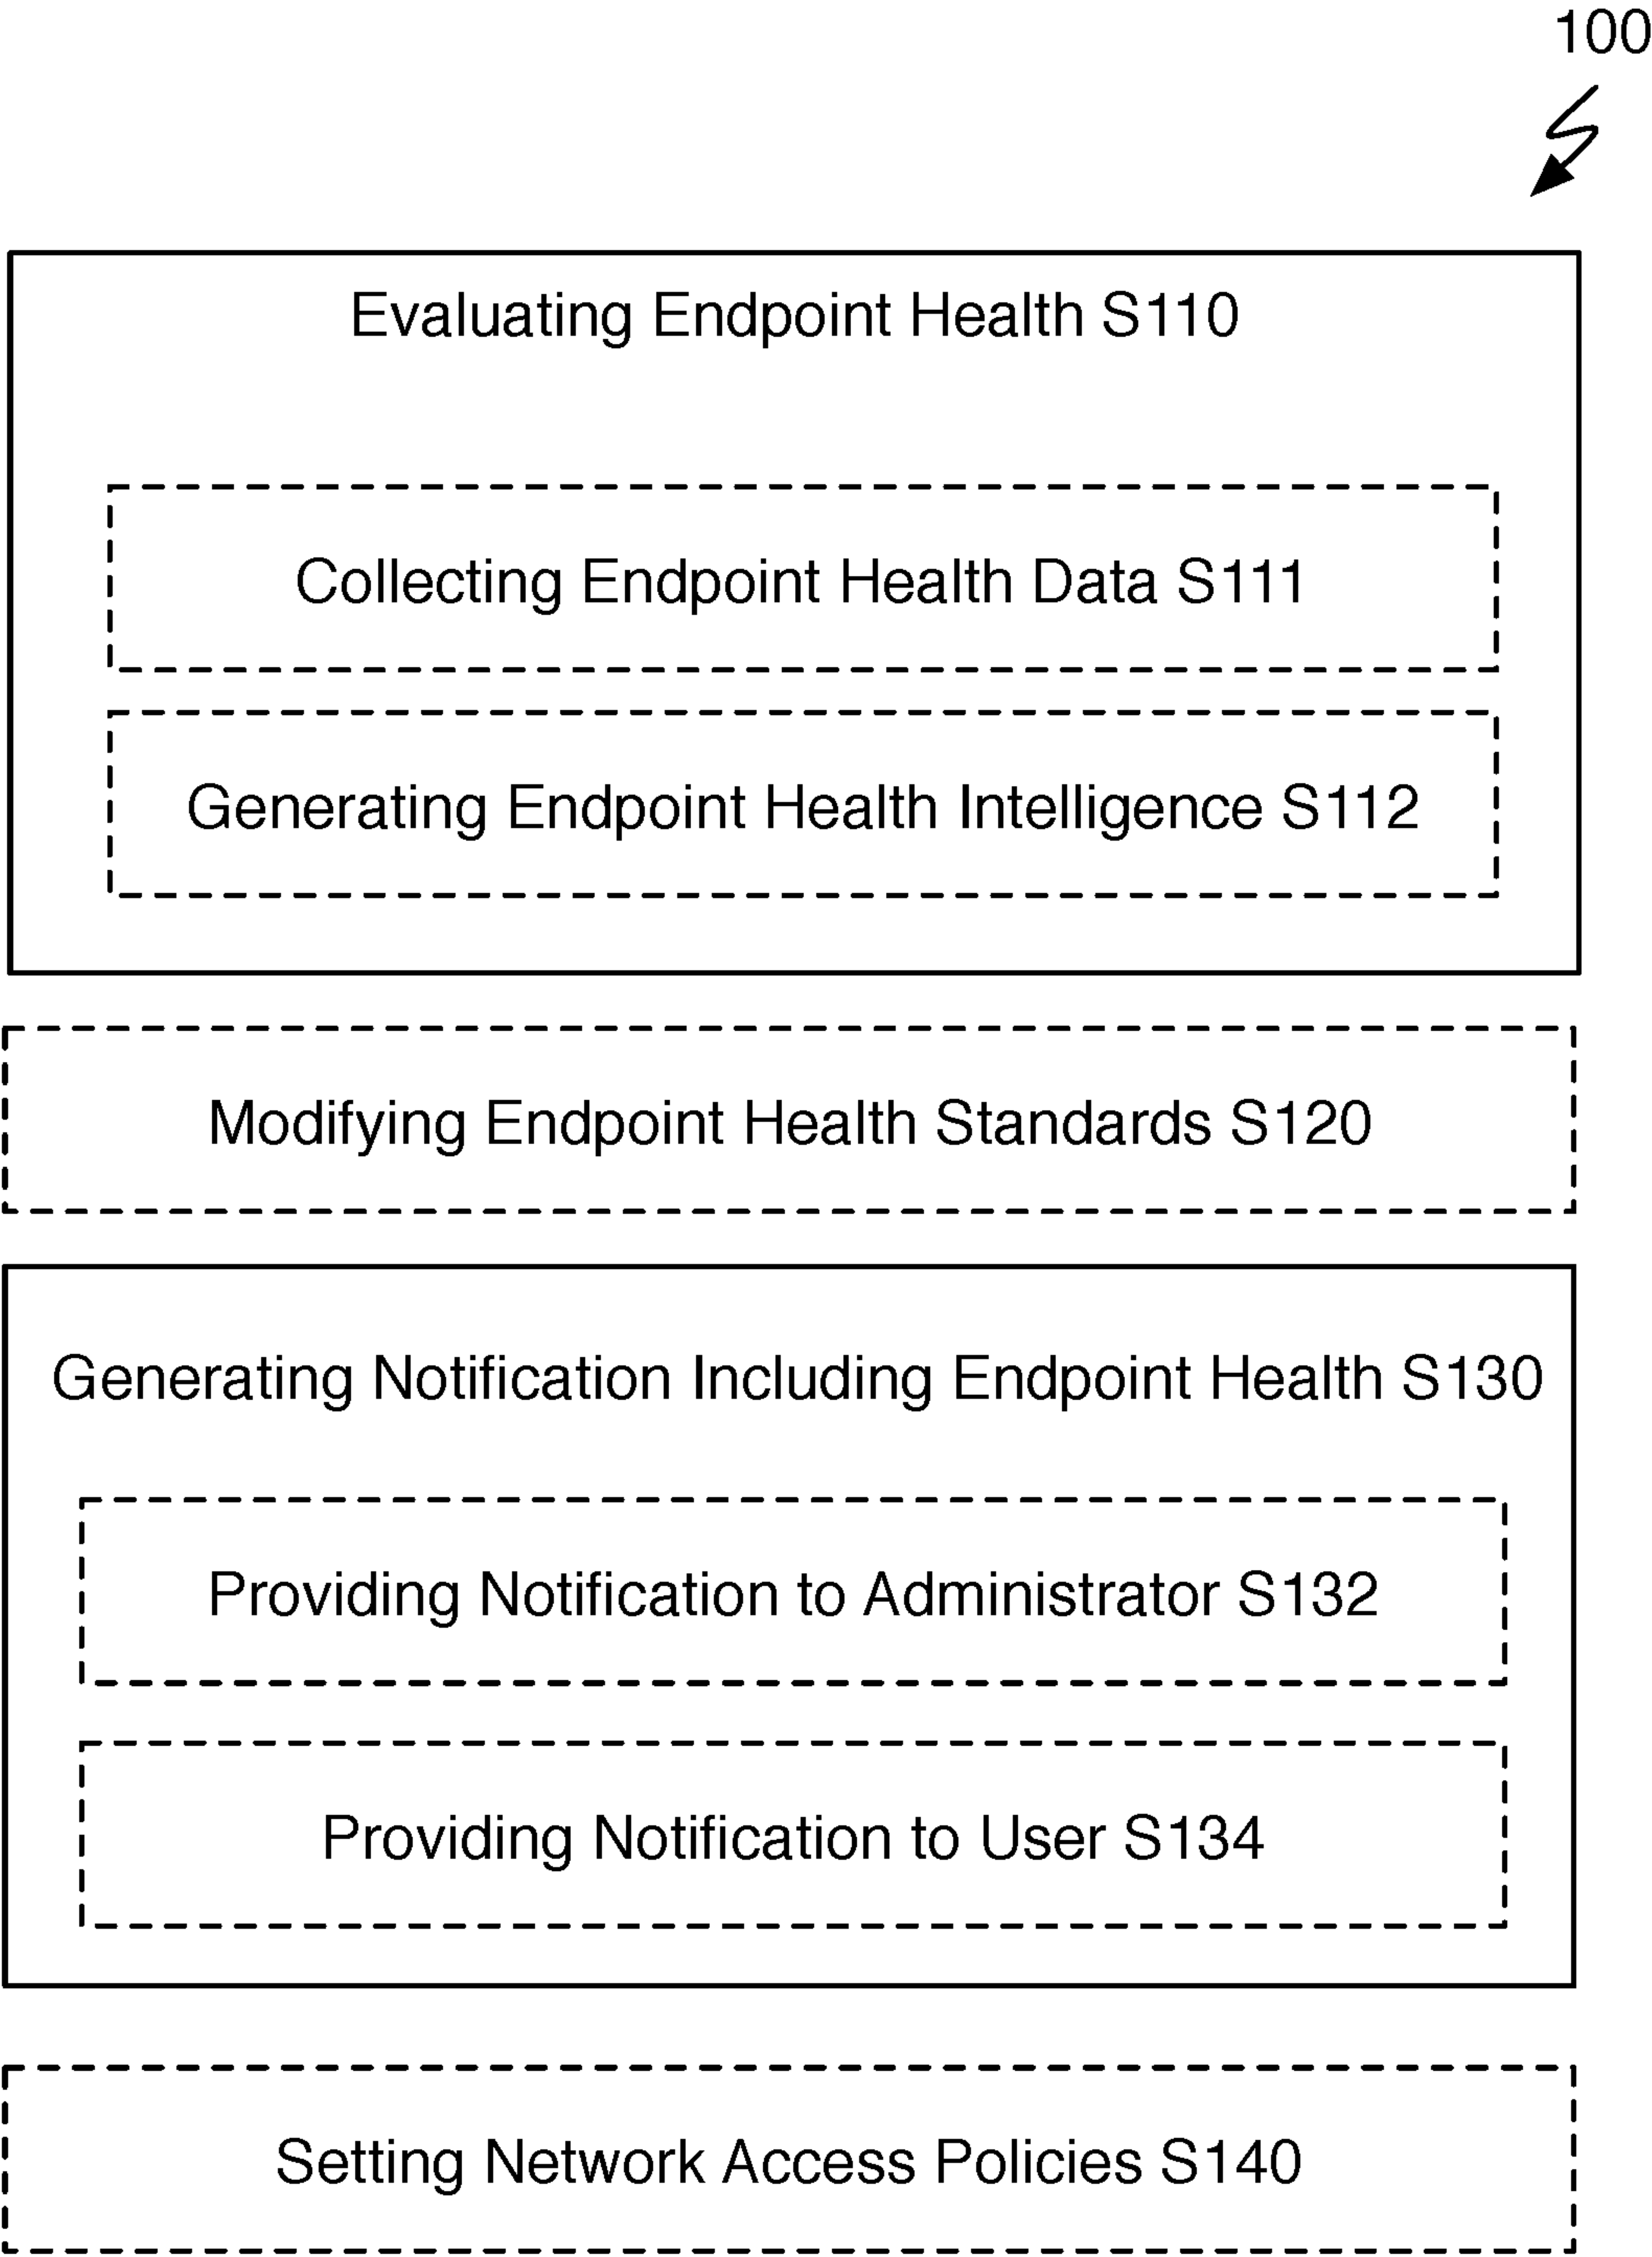 100
Evaluating Endpoint Health S110
Collecting Endpoint Health Data S111
Generating Endpoint Health Intelligence S112
Modifying Endpoint Health Standards S120
Generating Notification Including Endpoint Health S130
Providing Notification to Administrator S132
Providing Notification to User S134
Setting Network Access Policies S140